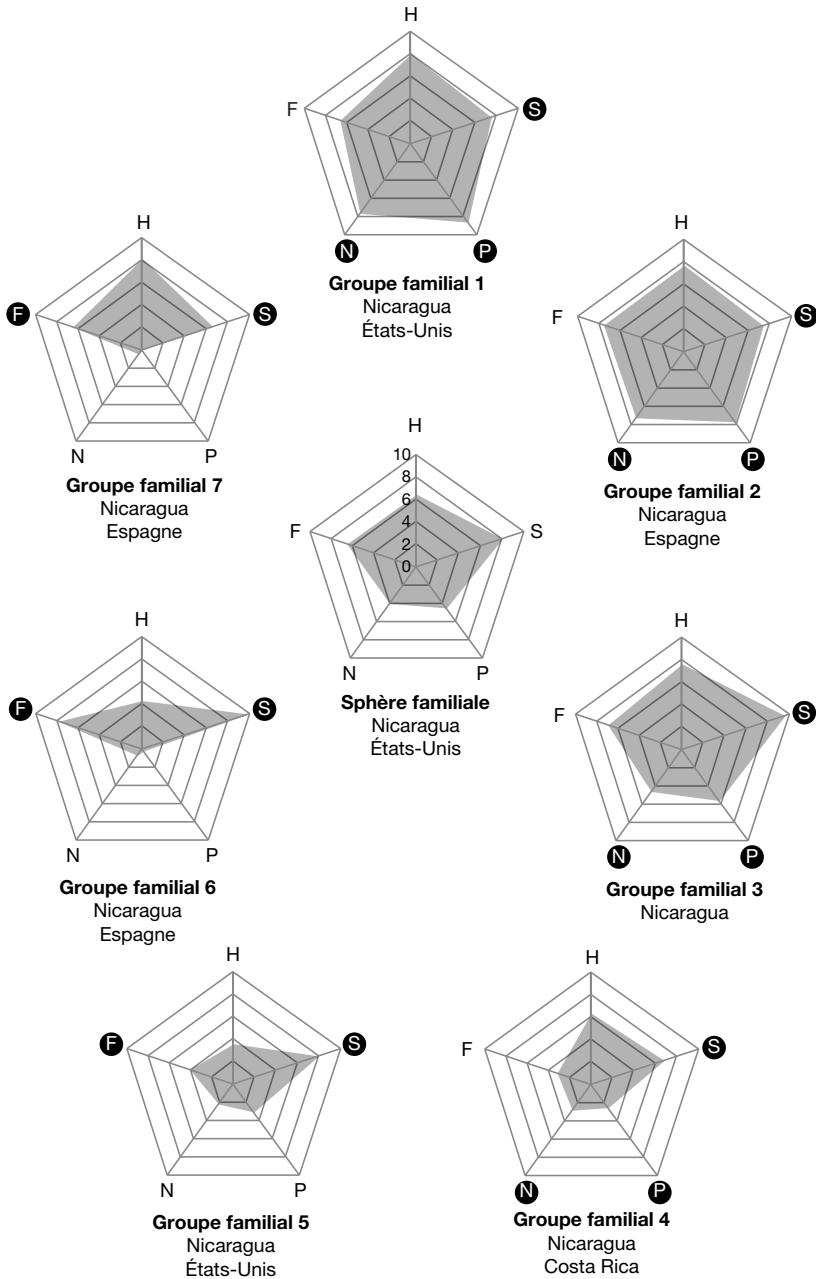 H
F
S
N
P
Groupe familial 1
Nicaragua
États-Unis
H
F
S
N
P
Groupe familial 7
Nicaragua
Espagne
H
F
S
N
P
Groupe familial 2
Nicaragua
Espagne
H
10
8
6
4
2
0
F
S
N
P
Sphère familiale
Nicaragua
États-Unis
H
F
S
N
P
Groupe familial 6
Nicaragua
Espagne
H
F
S
N
P
Groupe familial 3
Nicaragua
H
F
S
N
P
Groupe familial 5
Nicaragua
États-Unis
H
F
S
N
P
Groupe familial 4
Nicaragua
Costa Rica